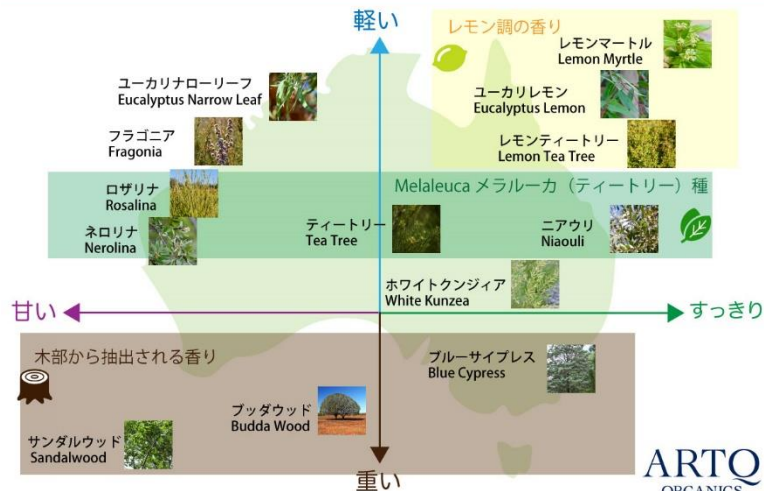 軽い
レモン調の香り
レモンマートル
Lemon Myrtle
ユーカリナローリーフ
Eucalyptus Narrow Leaf
ユーカリレモン
Eucalyptus Lemon
フラゴニア
Fragonia
レモンティートリー
Lemon Tea Tree
ロザリナ
Rosalina
Melaleuca メラルーカ（ティートリー）種
ネロリナ
Nerolina
ティートリー
Tea Tree
ニアウリ
Niaouli
ホワイトクンジィア
White Kunzea
甘い
すっきり
木部から抽出される香り
ブルーサイプレス
Blue Cypress
ブッダウッド
Budda Wood
サンダルウッド
Sandalwood
重い
ARTQ
ORGANICS